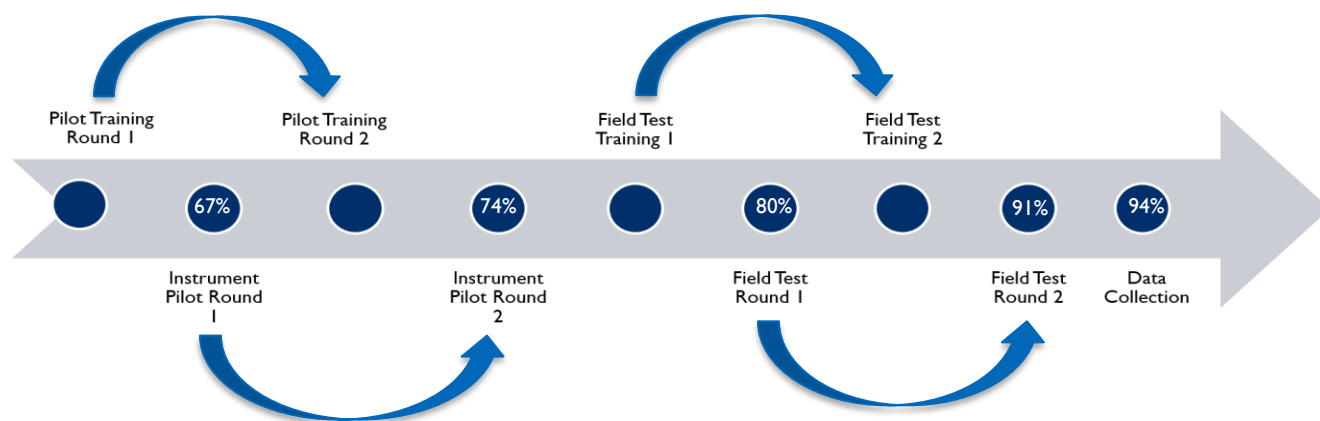 Pilot Training
Round 1
Pilot Training
Round 2
Field Test
Training 1
Field Test
Training 2
67%
74%
80%
91%
94%
Instrument
Pilot Round
1
Instrument
Pilot Round
2
Field Test
Round 1
Field Test
Round 2
Data
Collection